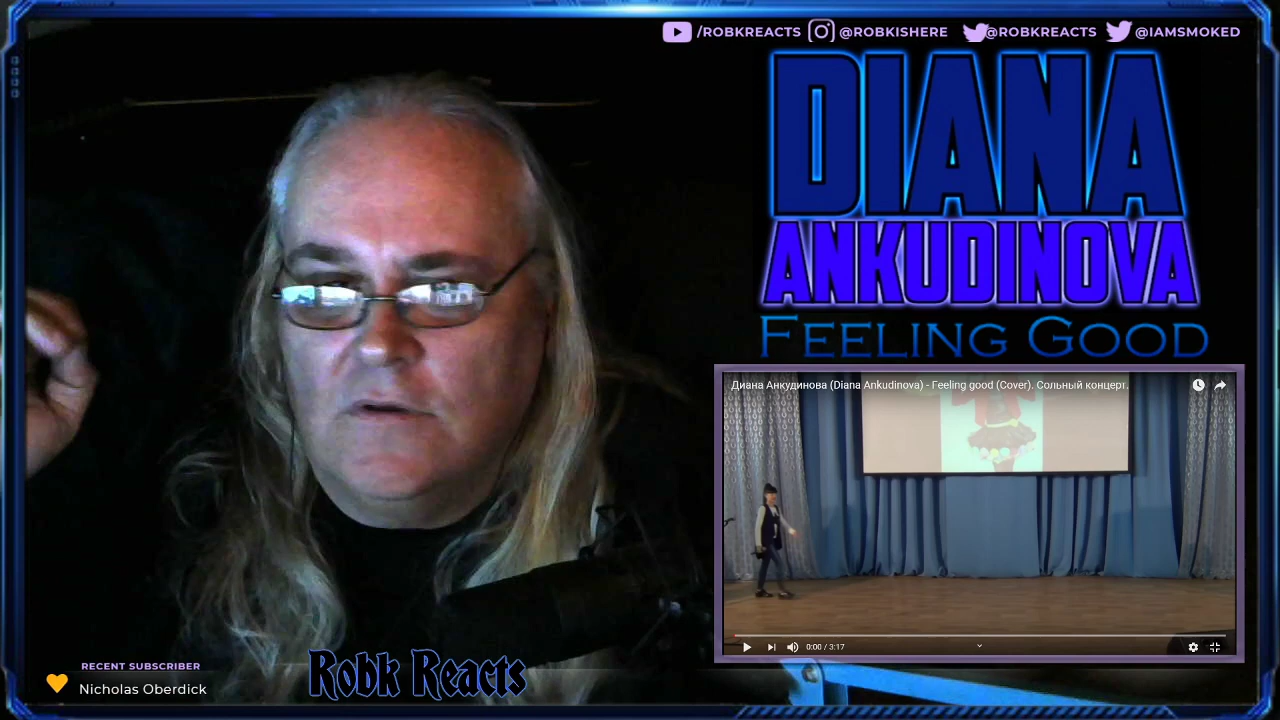 /ROBKREACTS @ROBKISHERE @ROBKREACTS @IAMSMOKED
DIANA
ANKUDINOVA
FEELING GOOD
Диана Анкудинова (Diana Ankudinova) - Feeling good (Cover). Сольный концерт.
0:00 / 3:17
RECENT SUBSCRIBER
Nicholas Oberdick
Robk Reacts